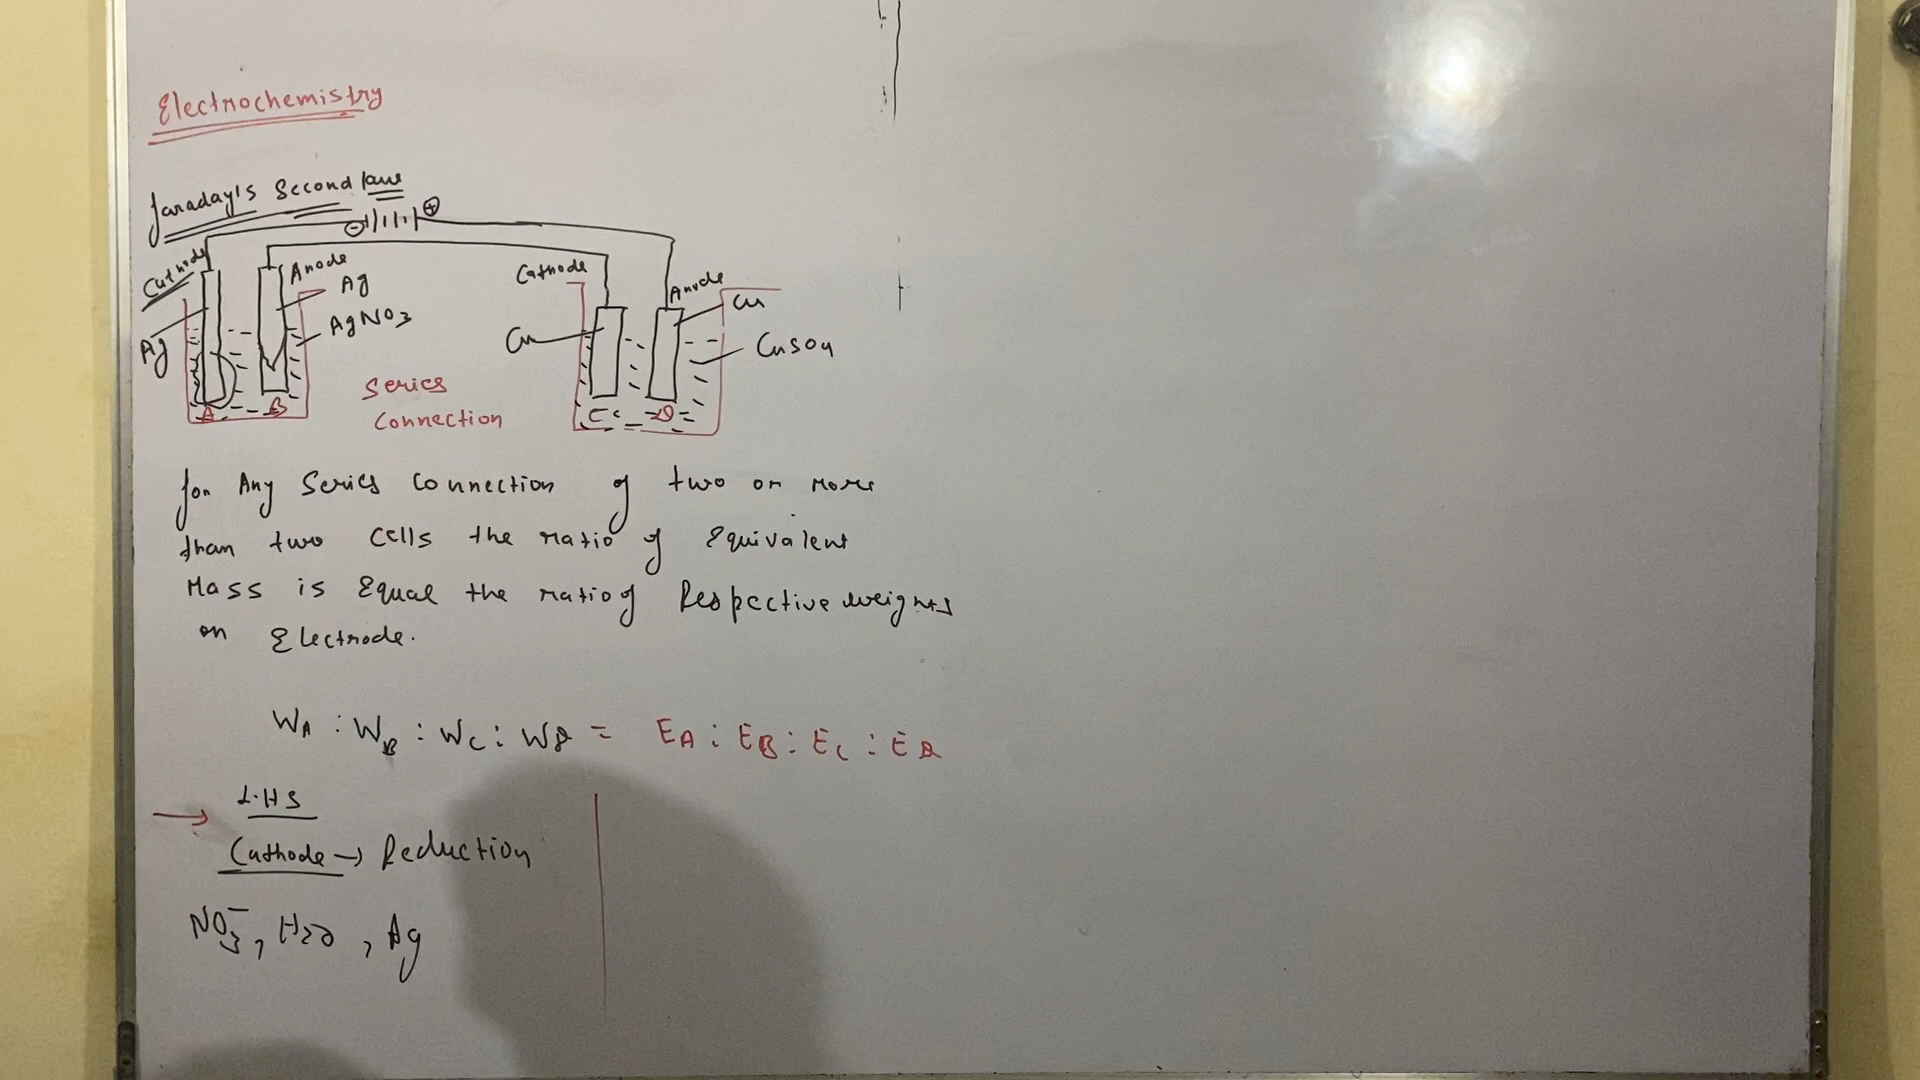 Electrochemistry
Faraday's Second law
⊖ ⊕
Cathode
Anode
Ag
AgNO3
Ag
A B
Series
Connection
Cathode
Anode
Cu
Cu
CuSO4
C D
for Any Series Connection of two or more
than two cells the ratio of Equivalent
Mass is Equal the ratio of Respective weights
on Electrode.
WA : WB : WC : WD = EA : EB : EC : ED
→ L.H.S
Cathode → Reduction
NO3⁻, H2O, Ag